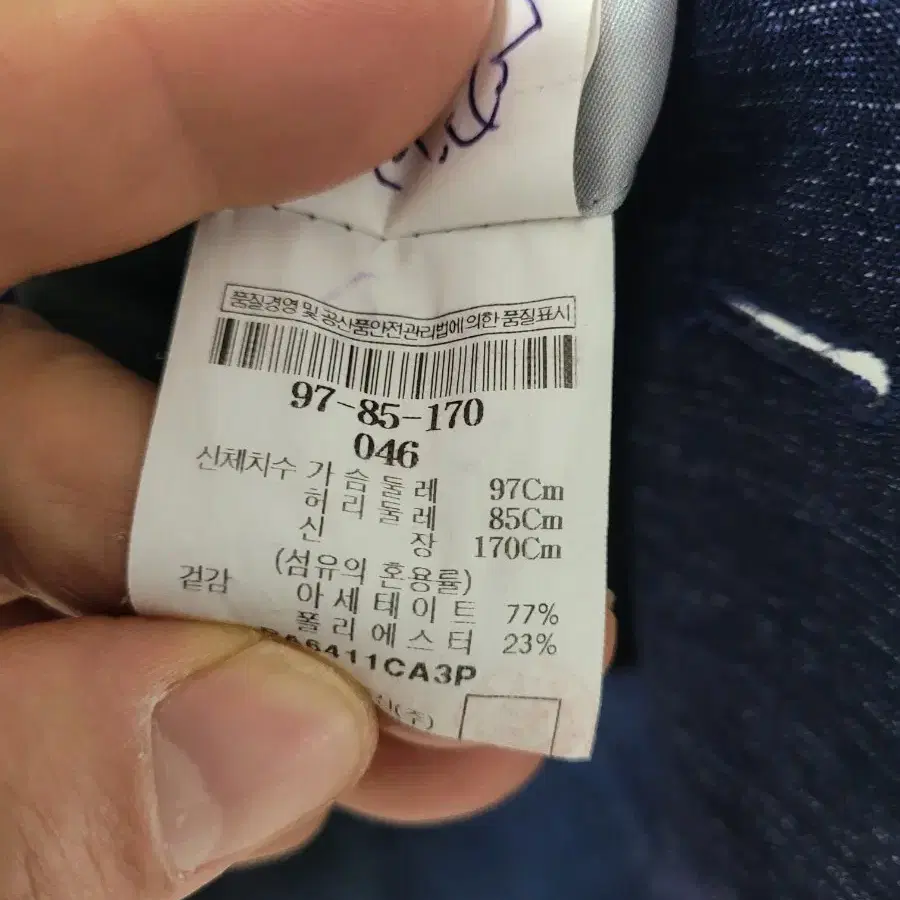 품질경영 및 공산품안전관리법에 의한 품질표시
97-85-170
046
신체치수 가슴둘레 97Cm
허리둘레 85Cm
신장 170Cm
(섬유의 혼용률)
겉감 아세테이트 77%
폴리에스터 23%
6411CA3P
(주)